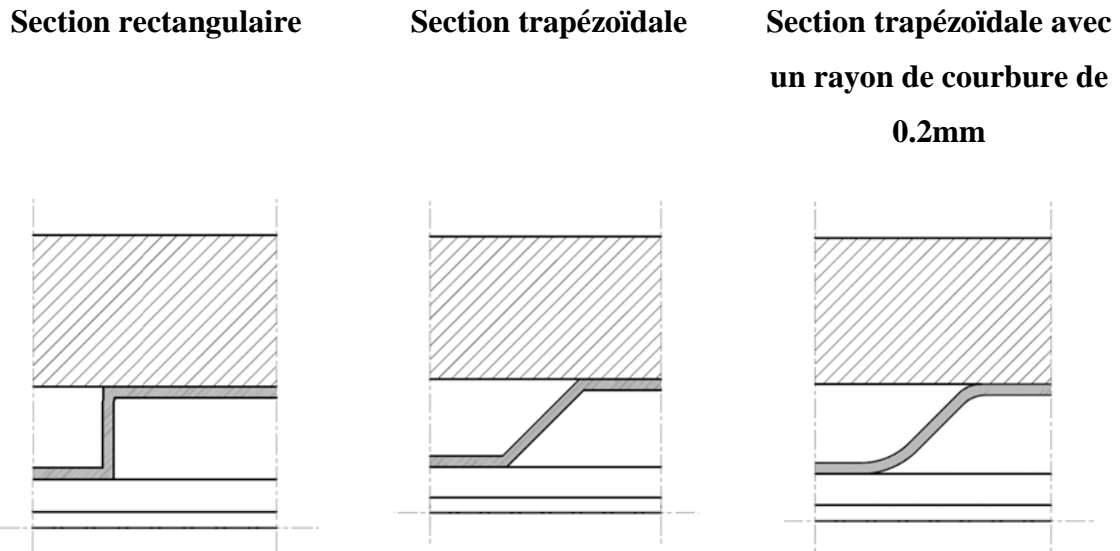 Section rectangulaire
Section trapézoïdale
Section trapézoïdale avec
un rayon de courbure de
0.2mm